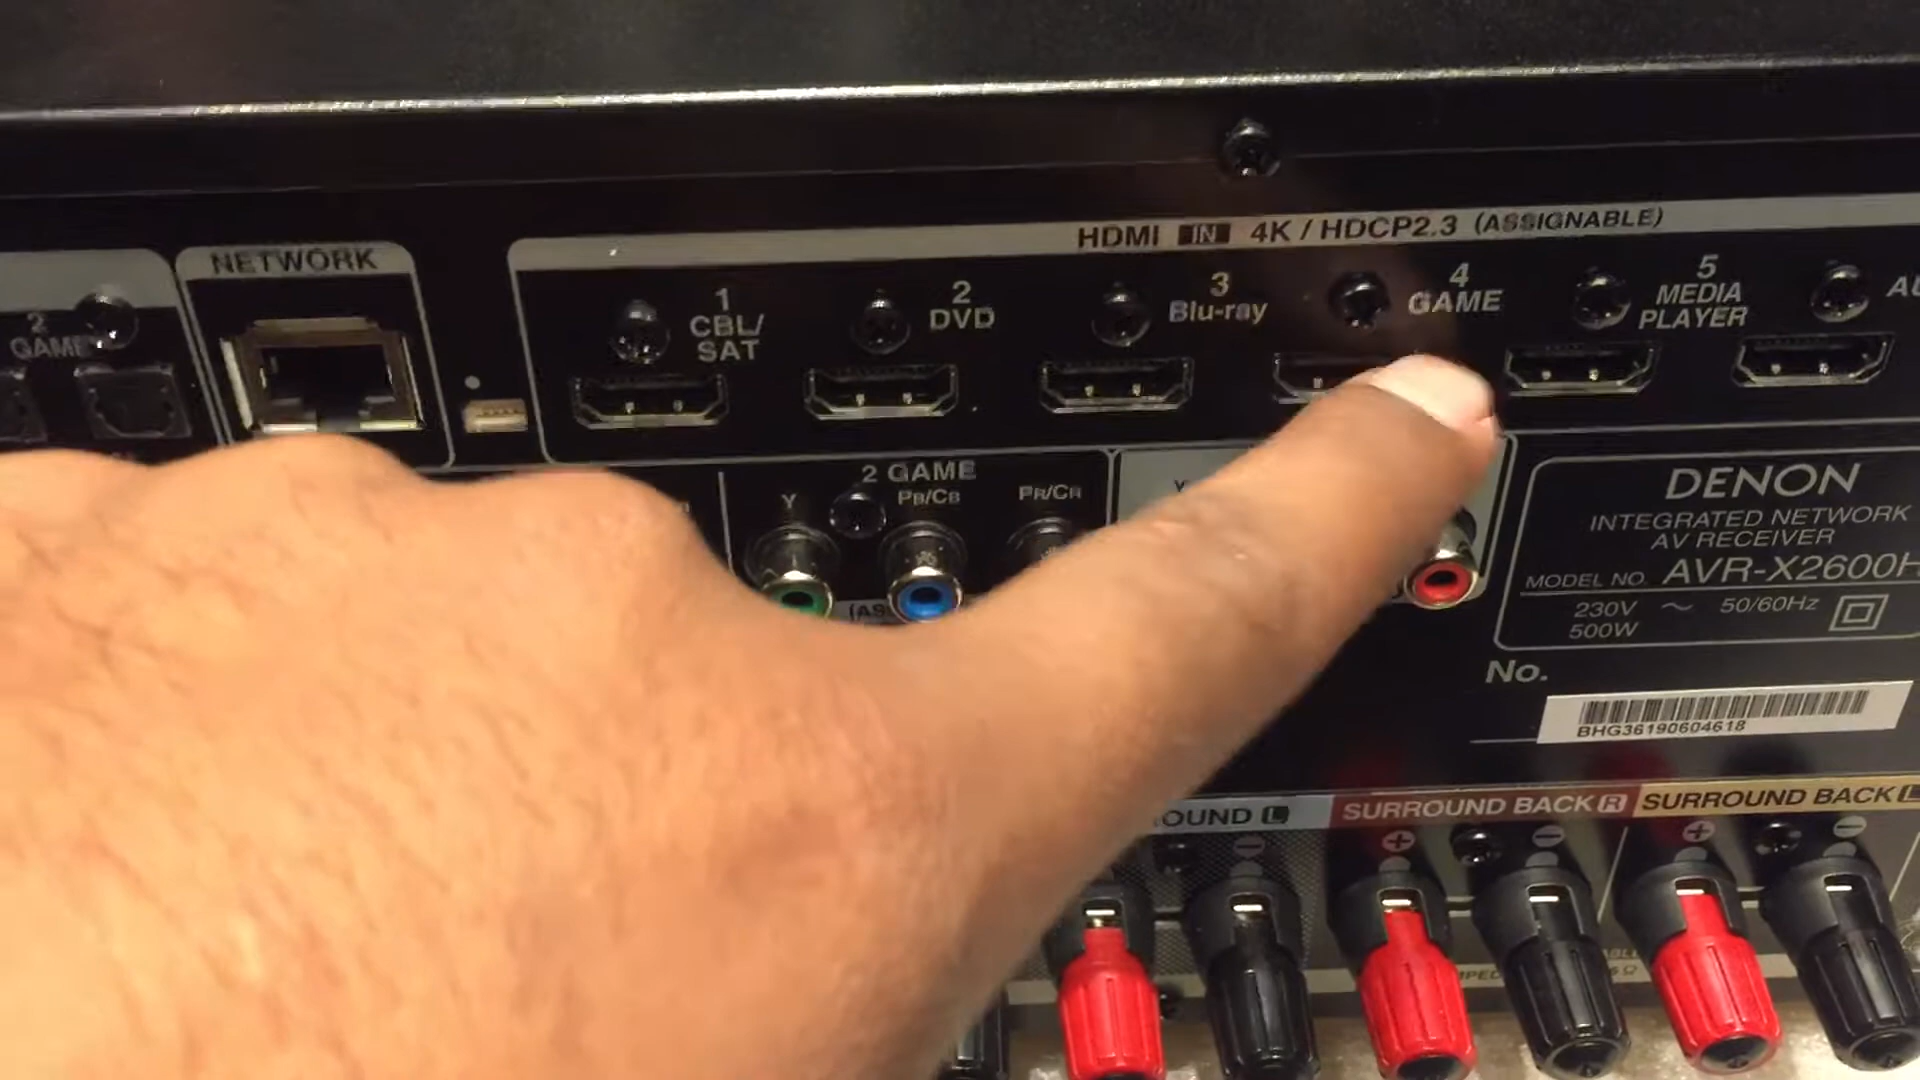 HDMI IN 4K / HDCP2.3 (ASSIGNABLE)
NETWORK
2
GAME
1
CBL/
SAT
2
DVD
3
Blu-ray
4
GAME
5
MEDIA
PLAYER
2 GAME
Y
PB/CB
PR/CR
Y
DENON
INTEGRATED NETWORK
AV RECEIVER
MODEL NO. AVR-X2600H
230V ~ 50/60Hz
500W
No.
BHG36190604618
SURROUND BACK R
SURROUND BACK L